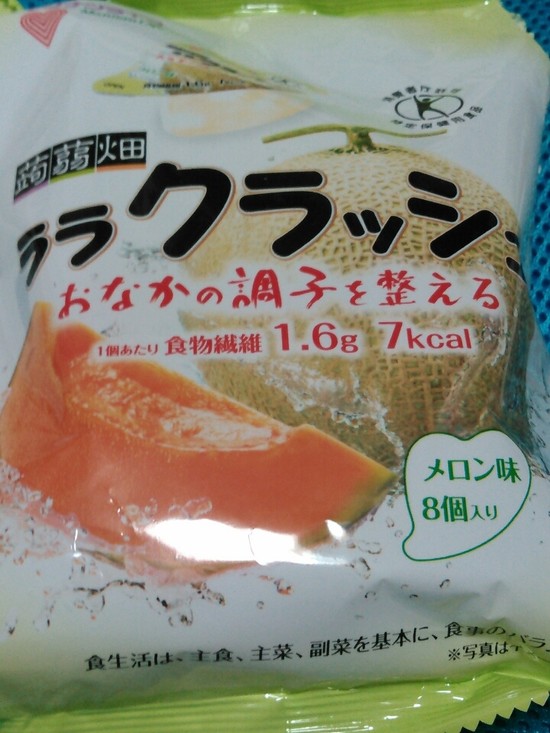 蒟蒻畑
ララクラッシュ
おなかの調子を整える
1個あたり 食物繊維 1.6g 7kcal
メロン味
8個入り
食生活は、主食、主菜、副菜を基本に、食事のバラ
※写真は